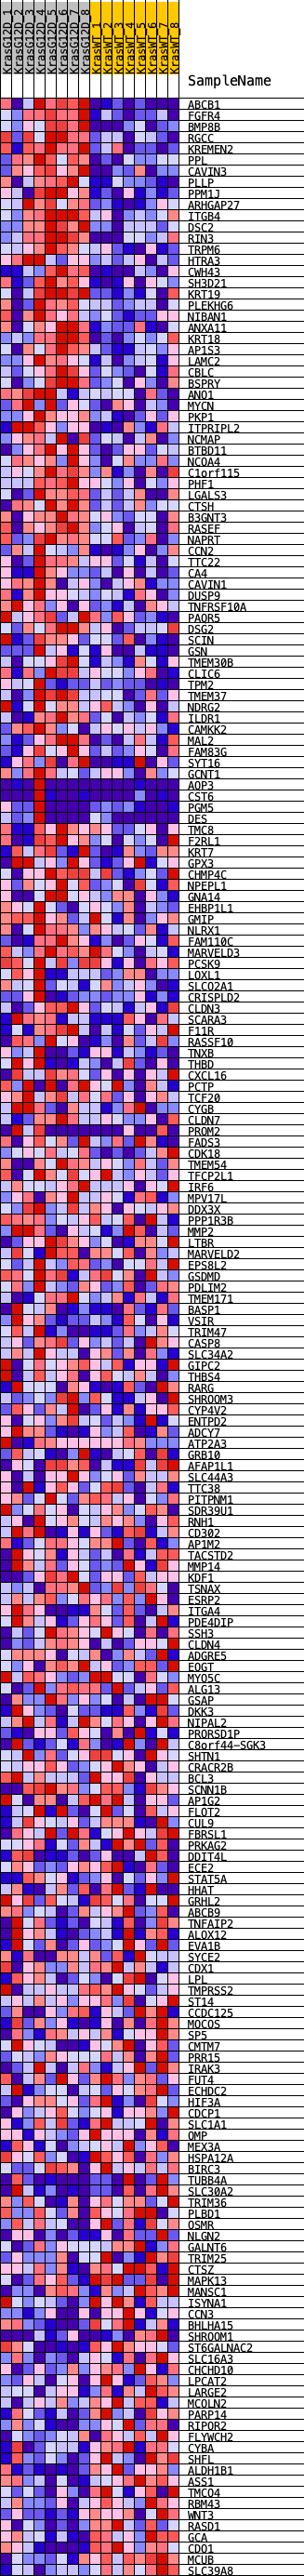 KrasG12D_1
KrasG12D_2
KrasG12D_3
KrasG12D_4
KrasG12D_5
KrasG12D_6
KrasG12D_7
KrasG12D_8
KrasWT_1
KrasWT_2
KrasWT_3
KrasWT_4
KrasWT_5
KrasWT_6
KrasWT_7
KrasWT_8
SampleName
ABCB1
FGFR4
BMP8B
RGCC
KREMEN2
PPL
CAVIN3
PLLP
PPM1J
ARHGAP27
ITGB4
DSC2
RIN3
TRPM6
HTRA3
CWH43
SH3D21
KRT19
PLEKHG6
NIBAN1
ANXA11
KRT18
AP1S3
LAMC2
CBLC
BSPRY
ANO1
MYCN
PKP1
ITPRIPL2
NCMAP
BTBD11
NCOA4
C1orf115
PHF1
LGALS3
CTSH
B3GNT3
RASEF
NAPRT
CCN2
TTC22
CA4
CAVIN1
DUSP9
TNFRSF10A
PAQR5
DSG2
SCIN
GSN
TMEM30B
CLIC6
TPM2
TMEM37
NDRG2
ILDR1
CAMKK2
MAL2
FAM83G
SYT16
GCNT1
AQP3
CST6
PGM5
DES
TMC8
F2RL1
KRT7
GPX3
CHMP4C
NPEPL1
GNA14
EHBP1L1
GMIP
NLRX1
FAM110C
MARVELD3
PCSK9
LOXL1
SLCO2A1
CRISPLD2
CLDN3
SCARA3
F11R
RASSF10
TNXB
THBD
CXCL16
PCTP
TCF20
CYGB
CLDN7
PROM2
FADS3
CDK18
TMEM54
TFCP2L1
IRF6
MPV17L
DDX3X
PPP1R3B
MMP2
LTBR
MARVELD2
EPS8L2
GSDMD
PDLIM2
TMEM171
BASP1
VSIR
TRIM47
CASP8
SLC34A2
GIPC2
THBS4
RARG
SHROOM3
CYP4V2
ENTPD2
ADCY7
ATP2A3
GRB10
AFAP1L1
SLC44A3
TTC38
PITPNM1
SDR39U1
RNH1
CD302
AP1M2
TACSTD2
MMP14
KDF1
TSNAX
ESRP2
ITGA4
PDE4DIP
SSH3
CLDN4
ADGRE5
EOGT
MYO5C
ALG13
GSAP
DKK3
NIPAL2
PRORSD1P
C8orf44-SGK3
SHTN1
CRACR2B
BCL3
SCNN1B
AP1G2
FLOT2
CUL9
FBRSL1
PRKAG2
DDIT4L
ECE2
STAT5A
HHAT
GRHL2
ABCB9
TNFAIP2
ALOX12
EVA1B
SYCE2
CDX1
LPL
TMPRSS2
ST14
CCDC125
MOCOS
SP5
CMTM7
PRR15
IRAK3
FUT4
ECHDC2
HIF3A
CDCP1
SLC1A1
OMP
MEX3A
HSPA12A
BIRC3
TUBB4A
SLC30A2
TRIM36
PLBD1
OSMR
NLGN2
GALNT6
TRIM25
CTSZ
MAPK13
MANSC1
ISYNA1
CCN3
BHLHA15
SHROOM1
ST6GALNAC2
SLC16A3
CHCHD10
LPCAT2
LARGE2
MCOLN2
PARP14
RIPOR2
FLYWCH2
CYBA
SHFL
ALDH1B1
ASS1
TMCO4
RBM43
WNT3
RASD1
GCA
CDO1
MCUB
SLC39A8